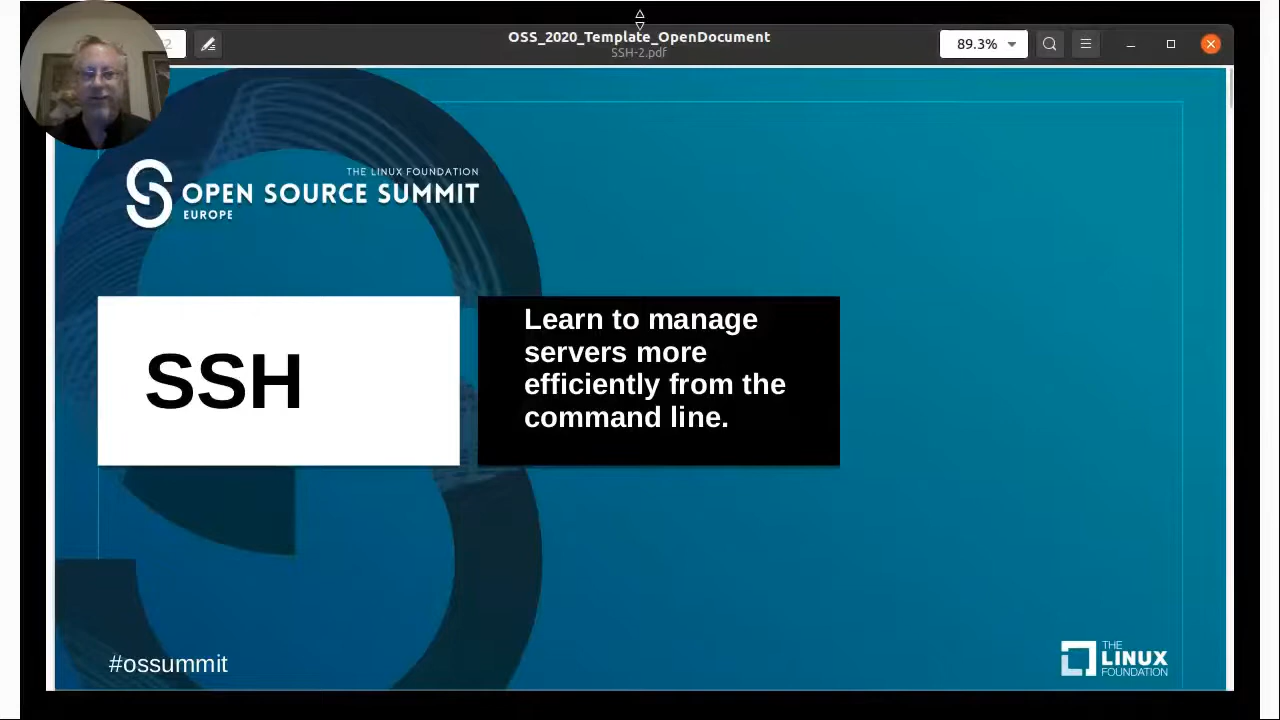 OSS_2020_Template_OpenDocument
SSH-2.pdf
2
89.3%
THE LINUX FOUNDATION
OPEN SOURCE SUMMIT
EUROPE
SSH
Learn to manage
servers more
efficiently from the
command line.
#ossummit
THE
LINUX
FOUNDATION